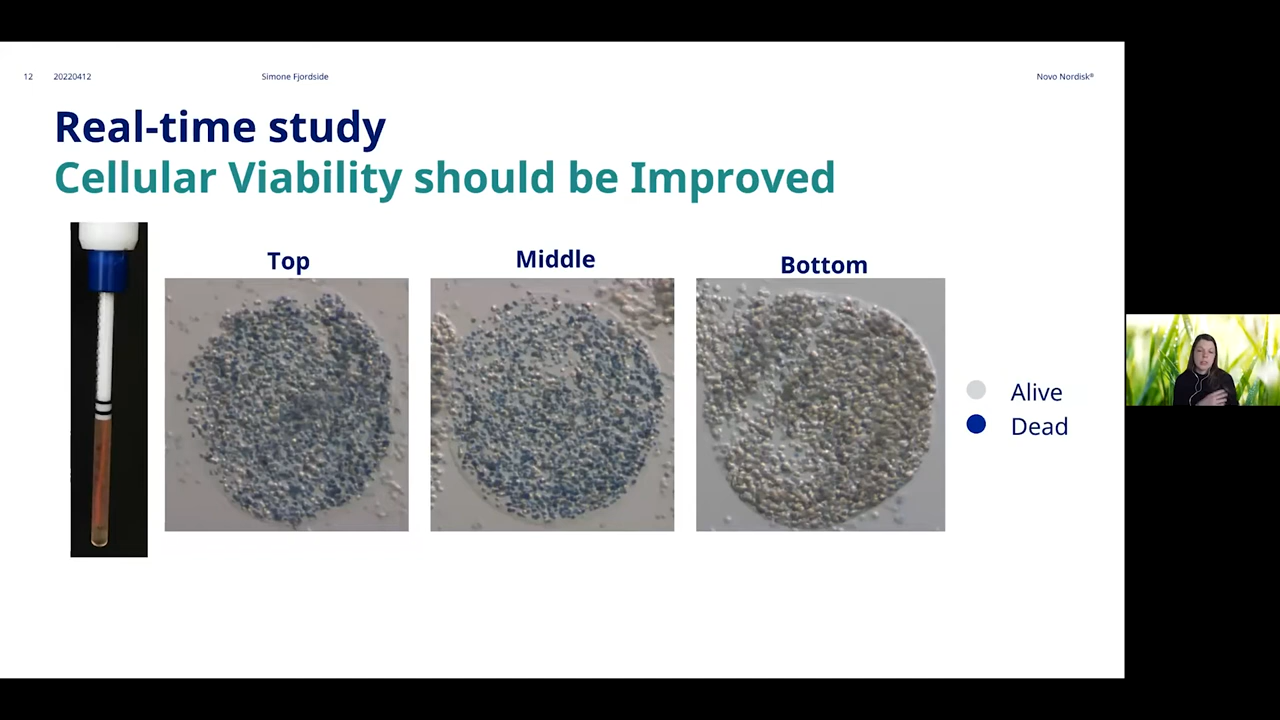 12 20220412 Simone Fjordside Novo Nordisk®
Real-time study
Cellular Viability should be Improved
Top Middle Bottom
Alive
Dead